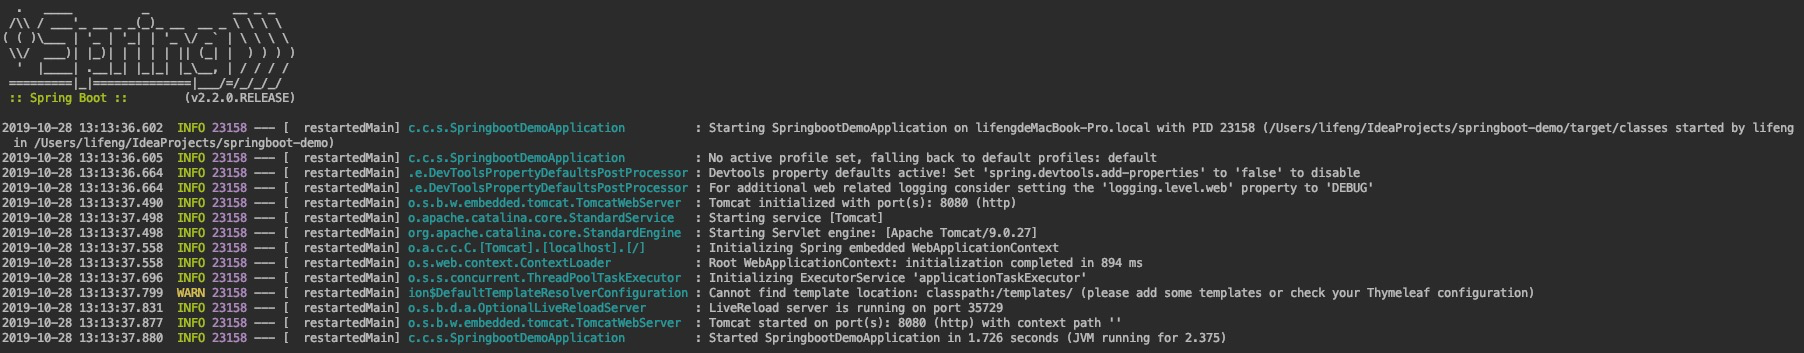 .   ____          _            __ _ _
 /\\ / ___'_ __ _ _(_)_ __  __ _ \ \ \ \
( ( )\___ | '_ | '_| | '_ \/ _` | \ \ \ \
 \\/  ___)| |_)| | | | | || (_| |  ) ) ) )
  '  |____| .__|_| |_|_| |_\__, | / / / /
 =========|_|==============|___/=/_/_/_/
 :: Spring Boot ::        (v2.2.0.RELEASE)
2019-10-28 13:13:36.602  INFO 23158 --- [  restartedMain] c.c.s.SpringbootDemoApplication          : Starting SpringbootDemoApplication on lifengdeMacBook-Pro.local with PID 23158 (/Users/lifeng/IdeaProjects/springboot-demo/target/classes started by lifeng
 in /Users/lifeng/IdeaProjects/springboot-demo)
2019-10-28 13:13:36.605  INFO 23158 --- [  restartedMain] c.c.s.SpringbootDemoApplication          : No active profile set, falling back to default profiles: default
2019-10-28 13:13:36.664  INFO 23158 --- [  restartedMain] .e.DevToolsPropertyDefaultsPostProcessor : Devtools property defaults active! Set 'spring.devtools.add-properties' to 'false' to disable
2019-10-28 13:13:36.664  INFO 23158 --- [  restartedMain] .e.DevToolsPropertyDefaultsPostProcessor : For additional web related logging consider setting the 'logging.level.web' property to 'DEBUG'
2019-10-28 13:13:37.490  INFO 23158 --- [  restartedMain] o.s.b.w.embedded.tomcat.TomcatWebServer  : Tomcat initialized with port(s): 8080 (http)
2019-10-28 13:13:37.498  INFO 23158 --- [  restartedMain] o.apache.catalina.core.StandardService   : Starting service [Tomcat]
2019-10-28 13:13:37.498  INFO 23158 --- [  restartedMain] org.apache.catalina.core.StandardEngine  : Starting Servlet engine: [Apache Tomcat/9.0.27]
2019-10-28 13:13:37.558  INFO 23158 --- [  restartedMain] o.a.c.c.C.[Tomcat].[localhost].[/]       : Initializing Spring embedded WebApplicationContext
2019-10-28 13:13:37.558  INFO 23158 --- [  restartedMain] o.s.web.context.ContextLoader            : Root WebApplicationContext: initialization completed in 894 ms
2019-10-28 13:13:37.696  INFO 23158 --- [  restartedMain] o.s.s.concurrent.ThreadPoolTaskExecutor  : Initializing ExecutorService 'applicationTaskExecutor'
2019-10-28 13:13:37.799  WARN 23158 --- [  restartedMain] ion$DefaultTemplateResolverConfiguration : Cannot find template location: classpath:/templates/ (please add some templates or check your Thymeleaf configuration)
2019-10-28 13:13:37.831  INFO 23158 --- [  restartedMain] o.s.b.d.a.OptionalLiveReloadServer       : LiveReload server is running on port 35729
2019-10-28 13:13:37.877  INFO 23158 --- [  restartedMain] o.s.b.w.embedded.tomcat.TomcatWebServer  : Tomcat started on port(s): 8080 (http) with context path ''
2019-10-28 13:13:37.880  INFO 23158 --- [  restartedMain] c.c.s.SpringbootDemoApplication          : Started SpringbootDemoApplication in 1.726 seconds (JVM running for 2.375)